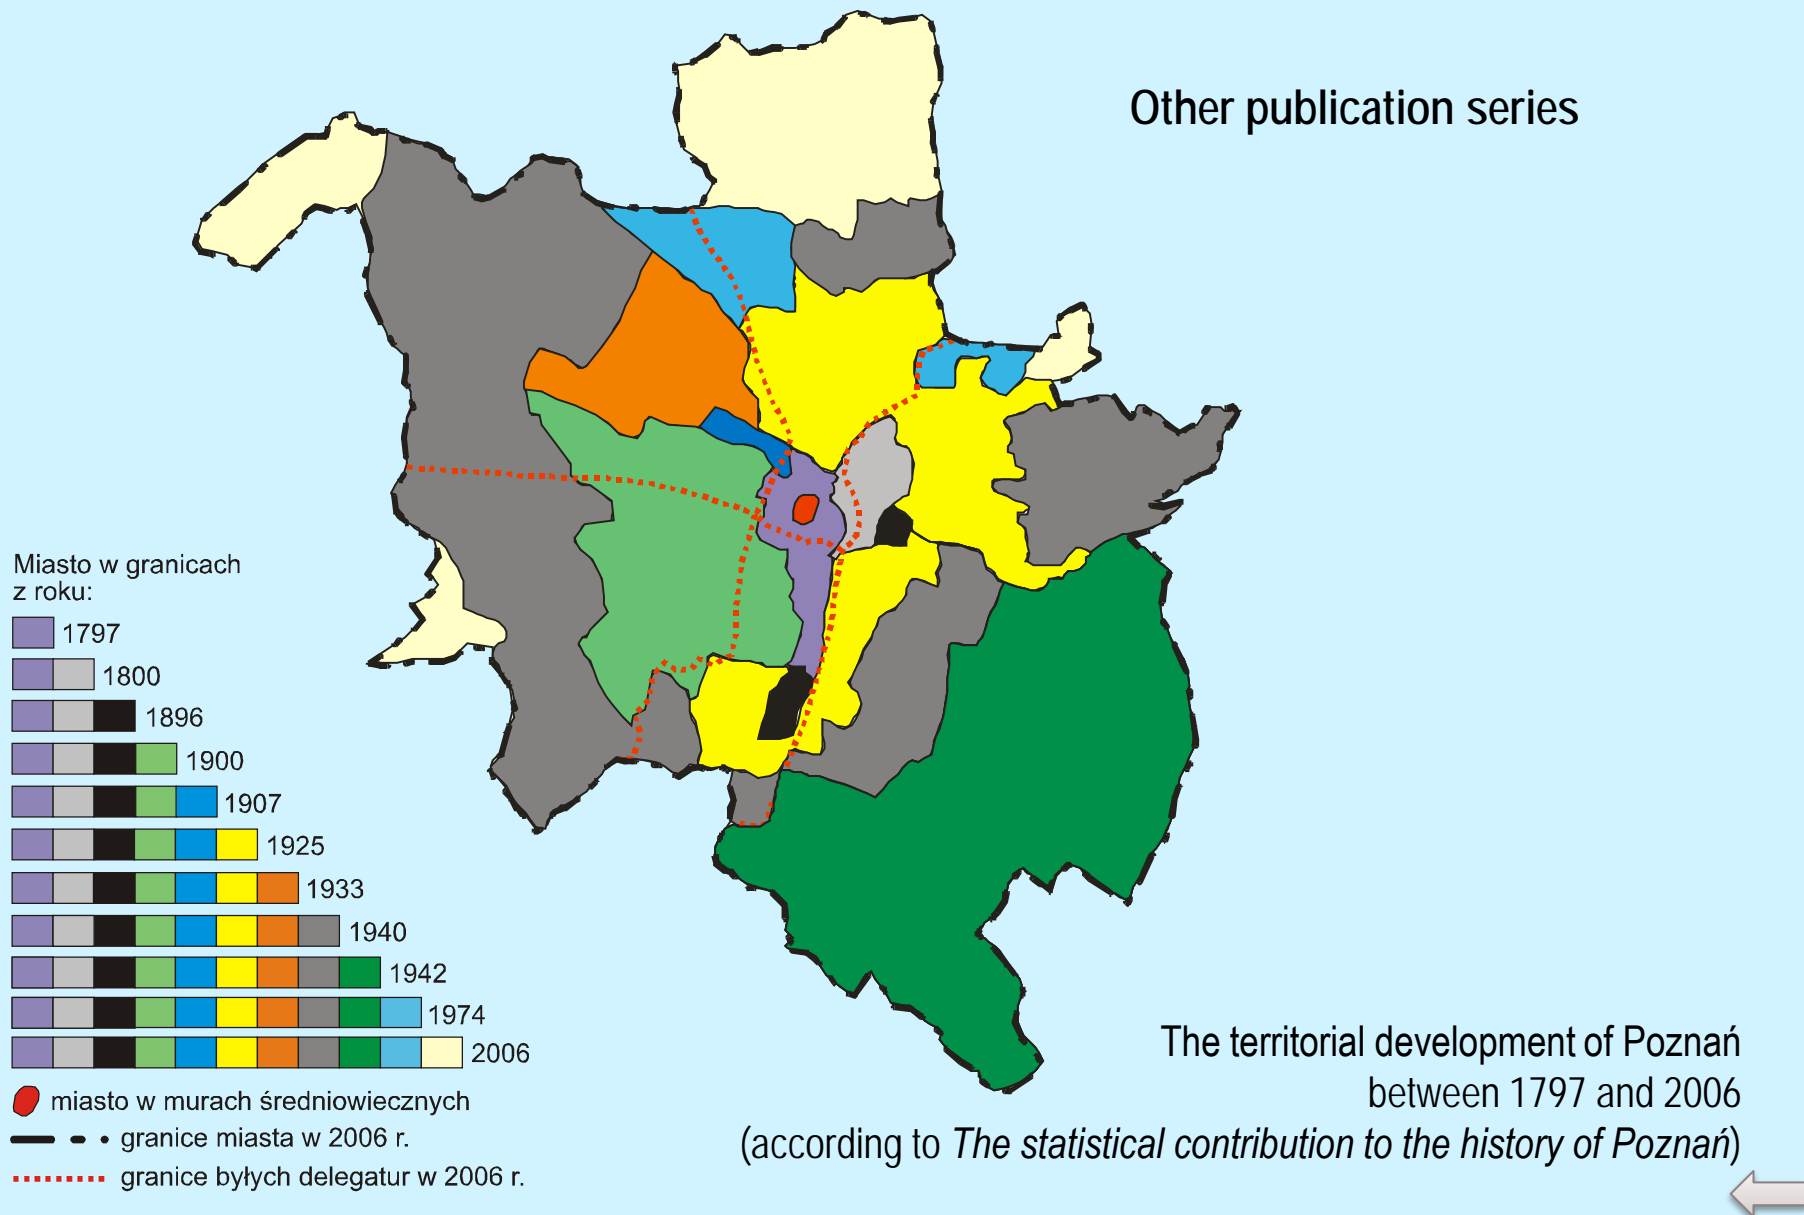 Other publication series
Miasto w granicach
z roku:
1797
1800
1896
1900
1907
1925
1933
1940
1942
1974
2006
miasto w murach średniowiecznych
granice miasta w 2006 r.
granice byłych delegatur w 2006 r.
The territorial development of Poznań
between 1797 and 2006
(according to The statistical contribution to the history of Poznań)